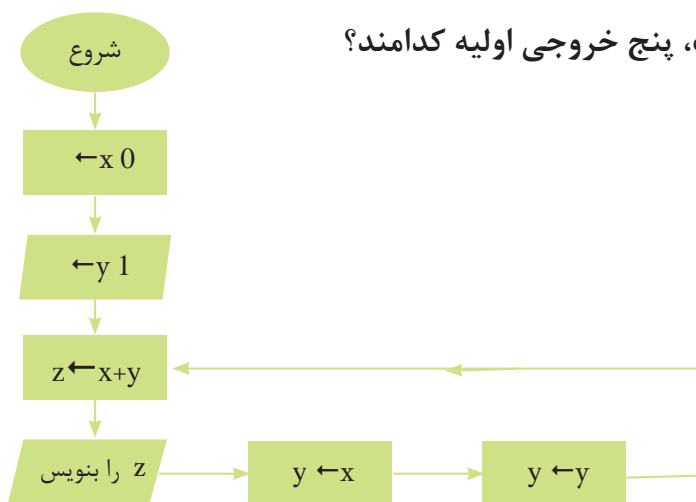 ، پنج خروجی اولیه کدامند؟
شروع
←x 0
←y 1
z←x+y
z را بنویس
y ←x
y ←y